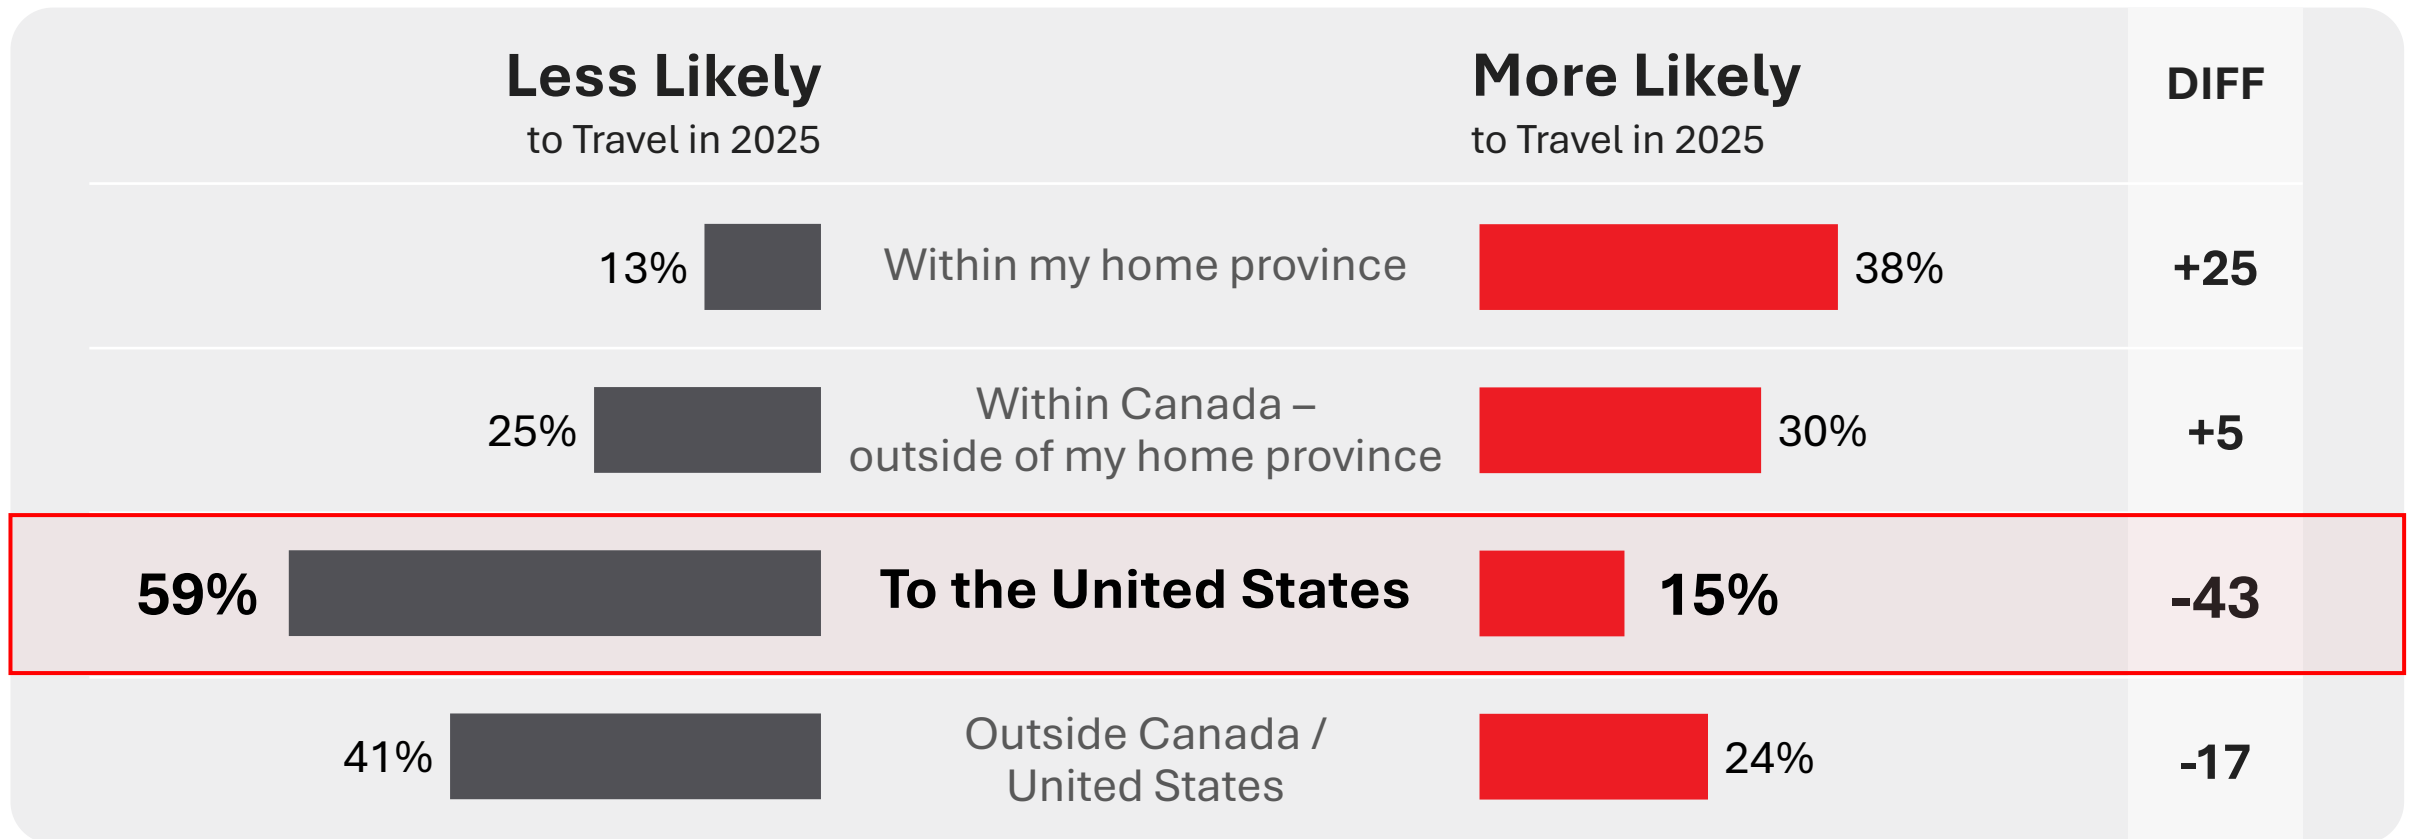 Less Likely
to Travel in 2025
More Likely
to Travel in 2025
DIFF
13%
Within my home province
38%
+25
25%
Within Canada –
outside of my home province
30%
+5
59%
To the United States
15%
-43
41%
Outside Canada /
United States
24%
-17